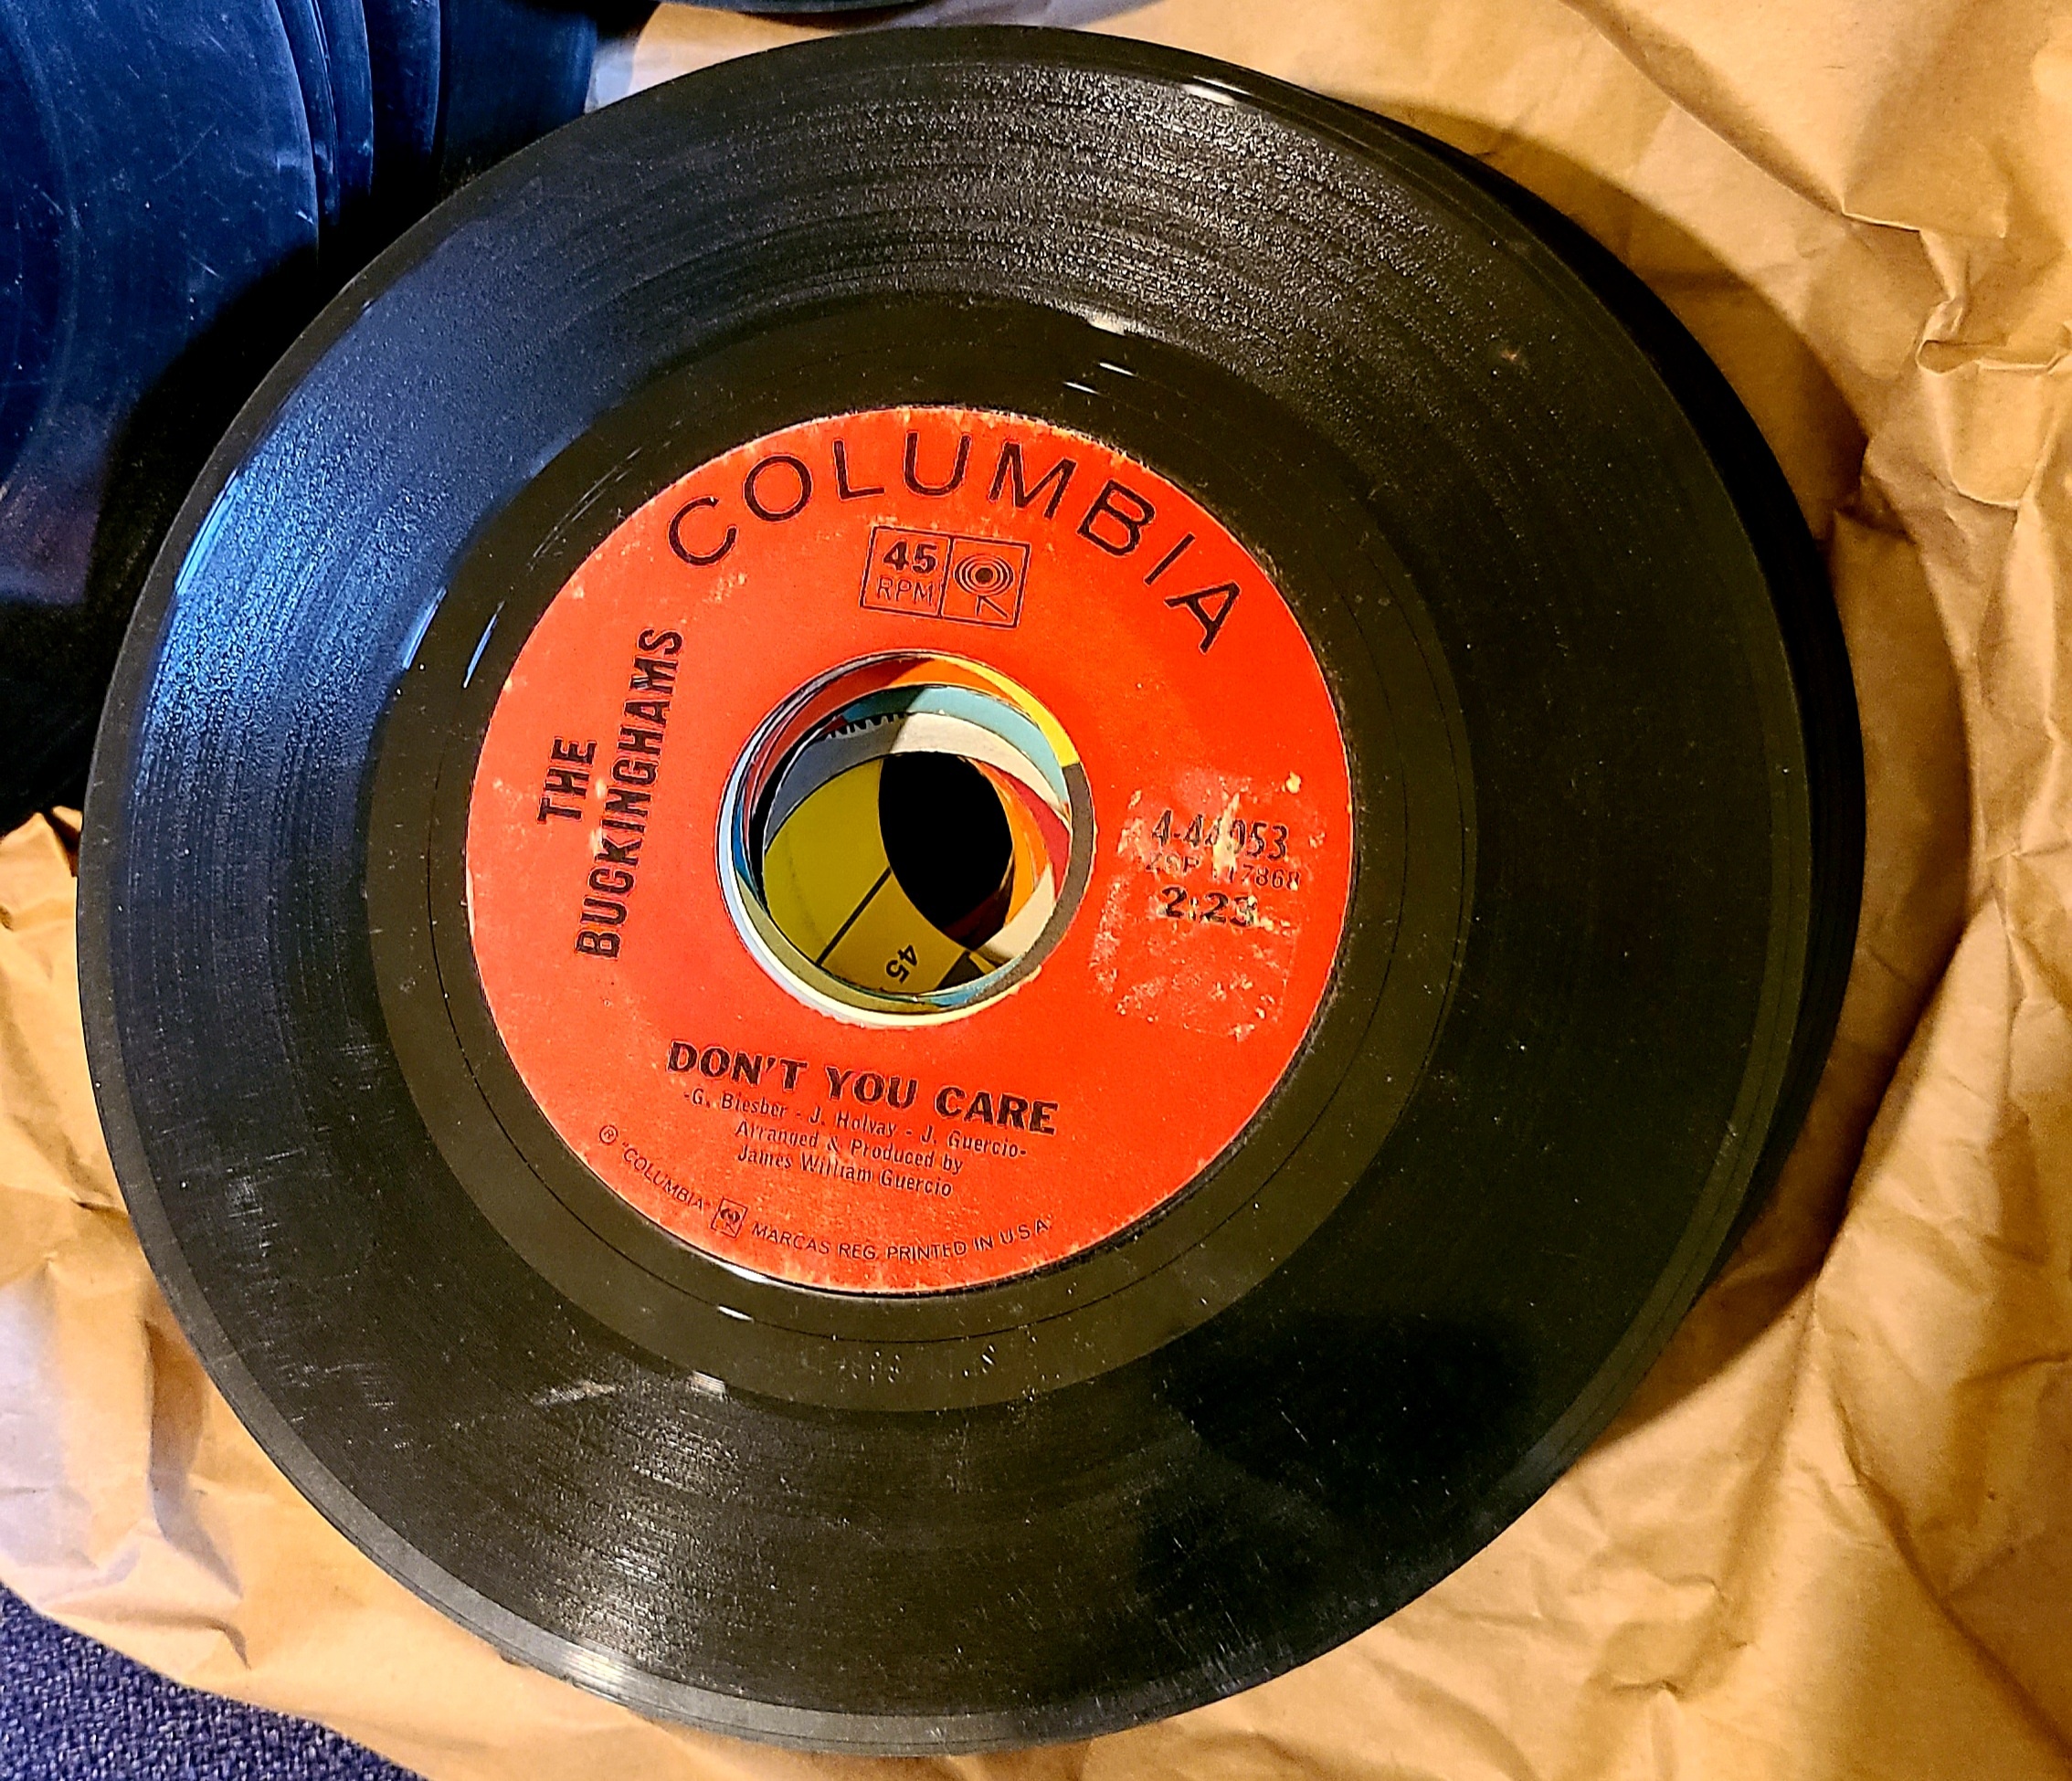 COLUMBIA
45
RPM
THE
BUCKINGHAMS
4-44053
2:23
DON'T YOU CARE
-G. Biesber - J. Holvay - J. Guercio-
Arranged & Produced by
James William Guercio
® "COLUMBIA" MARCAS REG. PRINTED IN U.S.A.
45